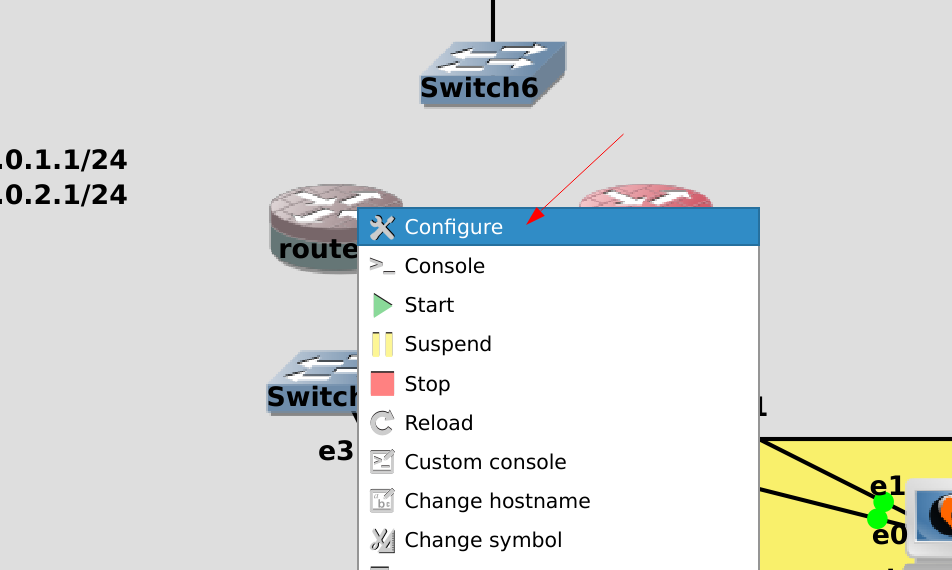 Switch6
.0.1.1/24
.0.2.1/24
route
Configure
Console
Start
Suspend
Switch
Stop
Reload
e3
Custom console
e1
Change hostname
e0
Change symbol